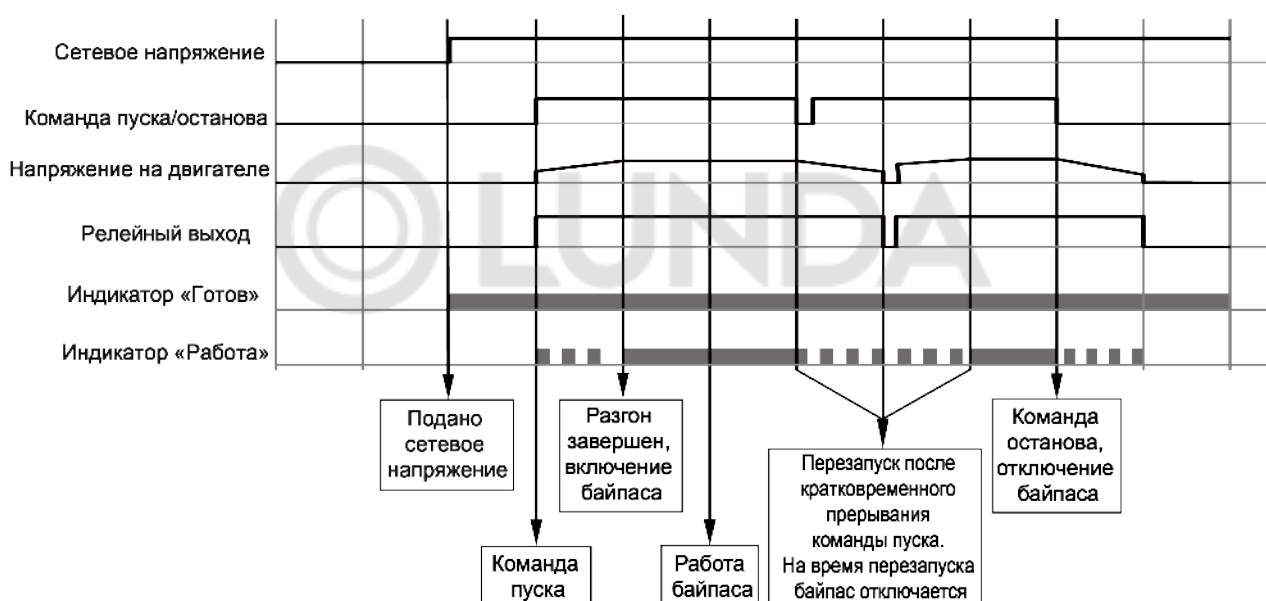 Сетевое напряжение
Команда пуска/останова
Напряжение на двигателе
Релейный выход
Индикатор «Готов»
Индикатор «Работа»
LUNDA
Подано
сетевое
напряжение
Команда
пуска
Разгон
завершен,
включение
байпаса
Работа
байпаса
Перезапуск после
кратковременного
прерывания
команды пуска.
На время перезапуска
байпас отключается
Команда
останова,
отключение
байпаса